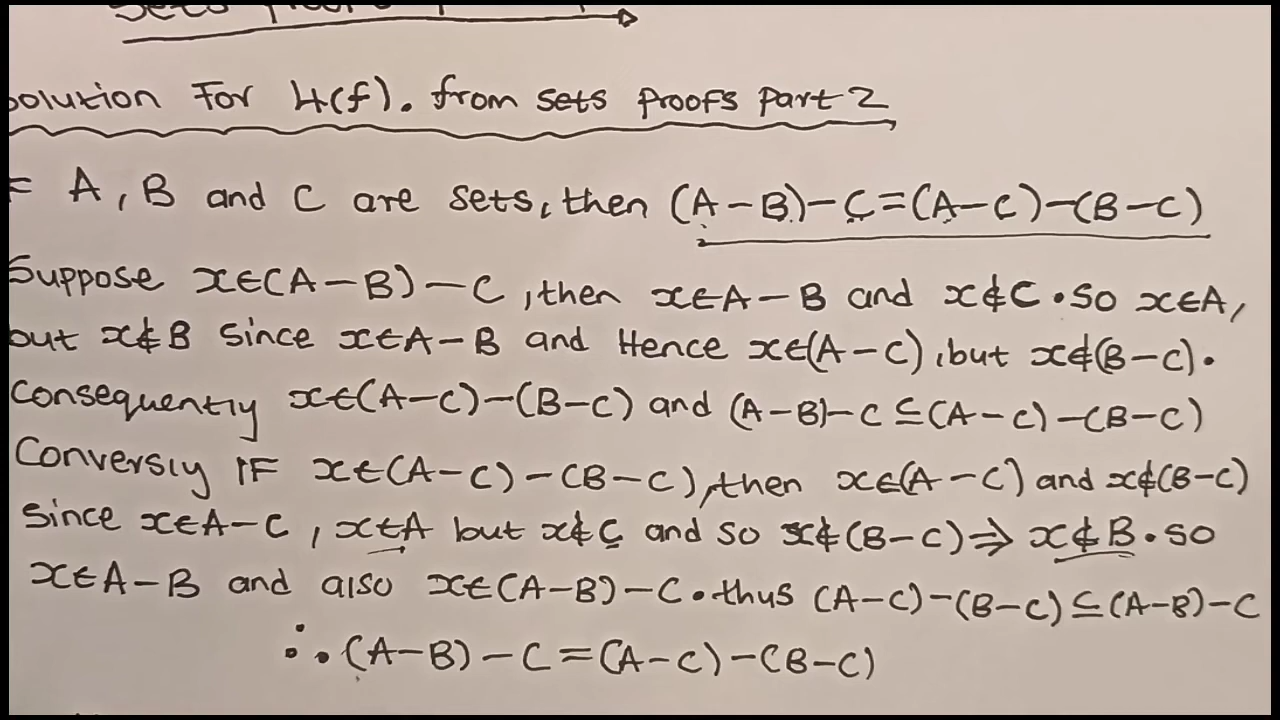 Solution For 4(f). from sets proofs part 2
A, B and C are sets, then (A-B)-C=(A-C)-(B-C)
Suppose x∈(A-B)-C, then x∈A-B and x∉C. So x∈A,
but x∉B since x∈A-B and Hence x∈(A-C), but x∉(B-C).
Consequently x∈(A-C)-(B-C) and (A-B)-C⊆(A-C)-(B-C)
Conversly IF x∈(A-C)-(B-C), then x∈(A-C) and x∉(B-C)
Since x∈A-C, x∈A but x∉C and so x∉(B-C)⇒x∉B. so
x∈A-B and also x∈(A-B)-C. thus (A-C)-(B-C)⊆(A-B)-C
∴ (A-B)-C=(A-C)-(B-C)